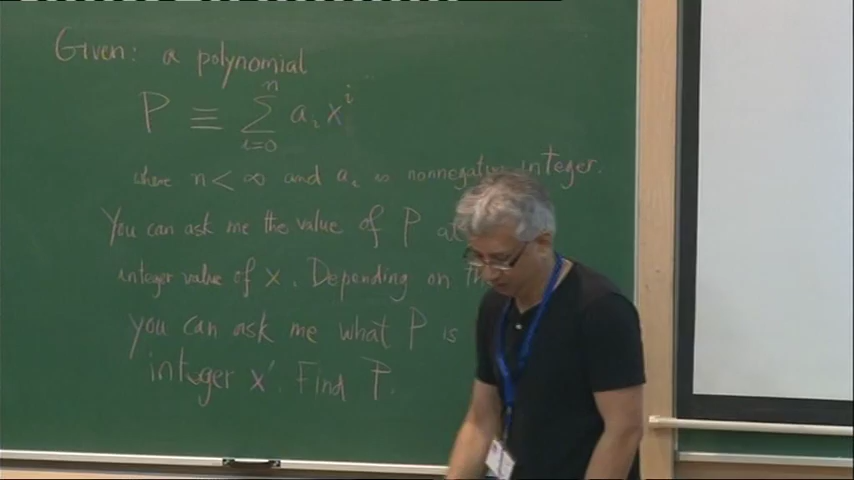 Given: a polynomial
P ≡ ∑_{i=0}^{n} a_i x^i
where n < ∞ and a_i is nonnegative integer.
You can ask me the value of P at
integer value of x. Depending on th
you can ask me what P is
integer x'. Find P.